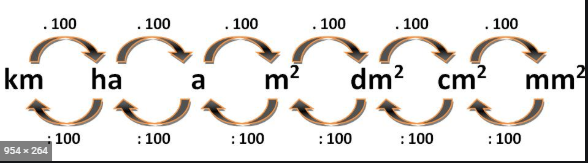 . 100 . 100 . 100 . 100 . 100 . 100
km ha a m² dm² cm² mm²
: 100 : 100 : 100 : 100 : 100 : 100
954 × 264